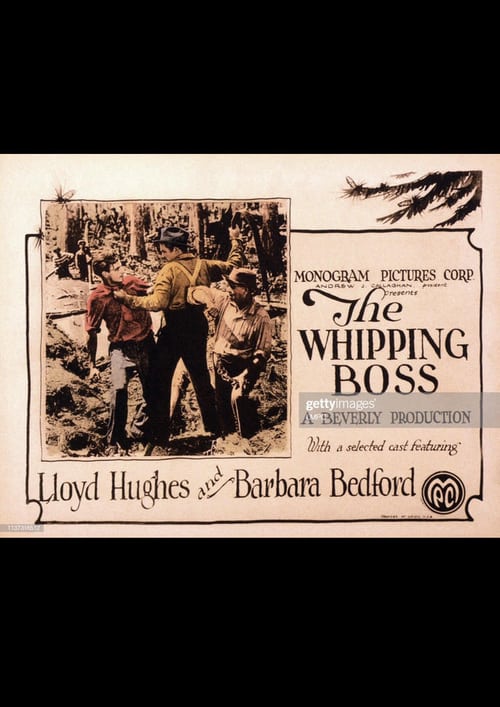 MONOGRAM PICTURES CORP.
ANDREW J. CALLAGHAN, president
presents
The
WHIPPING
BOSS
gettyimages
A BEVERLY PRODUCTION
With a selected cast featuring
Lloyd Hughes and Barbara Bedford
MPC